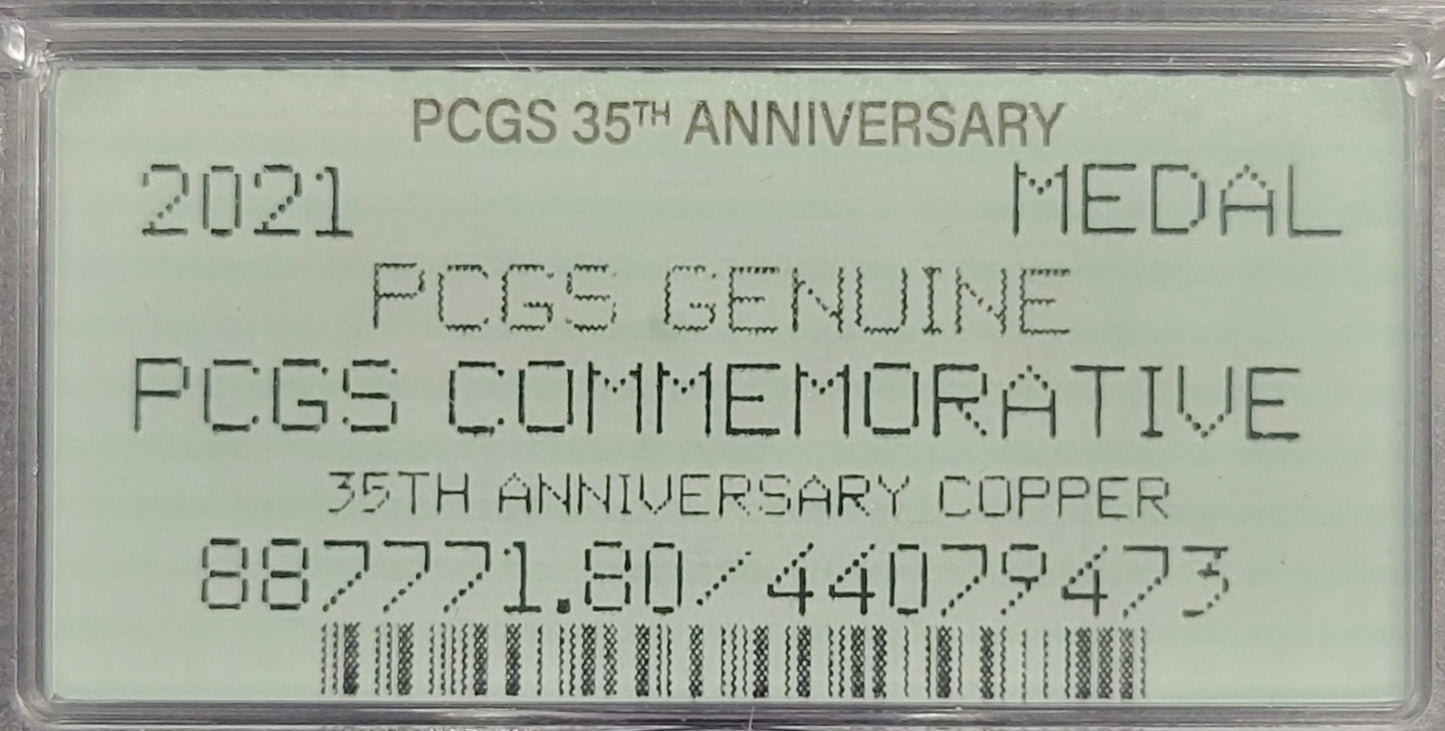 PCGS 35TH ANNIVERSARY
2021 MEDAL
PCGS GENUINE
PCGS COMMEMORATIVE
35TH ANNIVERSARY COPPER
887771.80/44079473